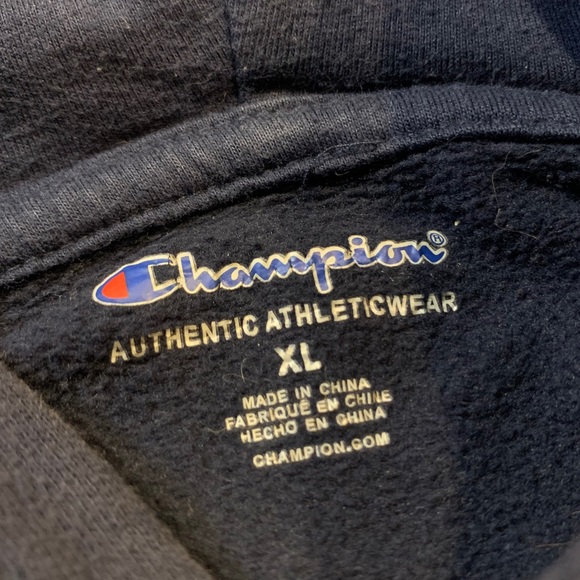 Champion®
AUTHENTIC ATHLETICWEAR
XL
MADE IN CHINA
FABRIQUÉ EN CHINE
HECHO EN CHINA
CHAMPION.COM